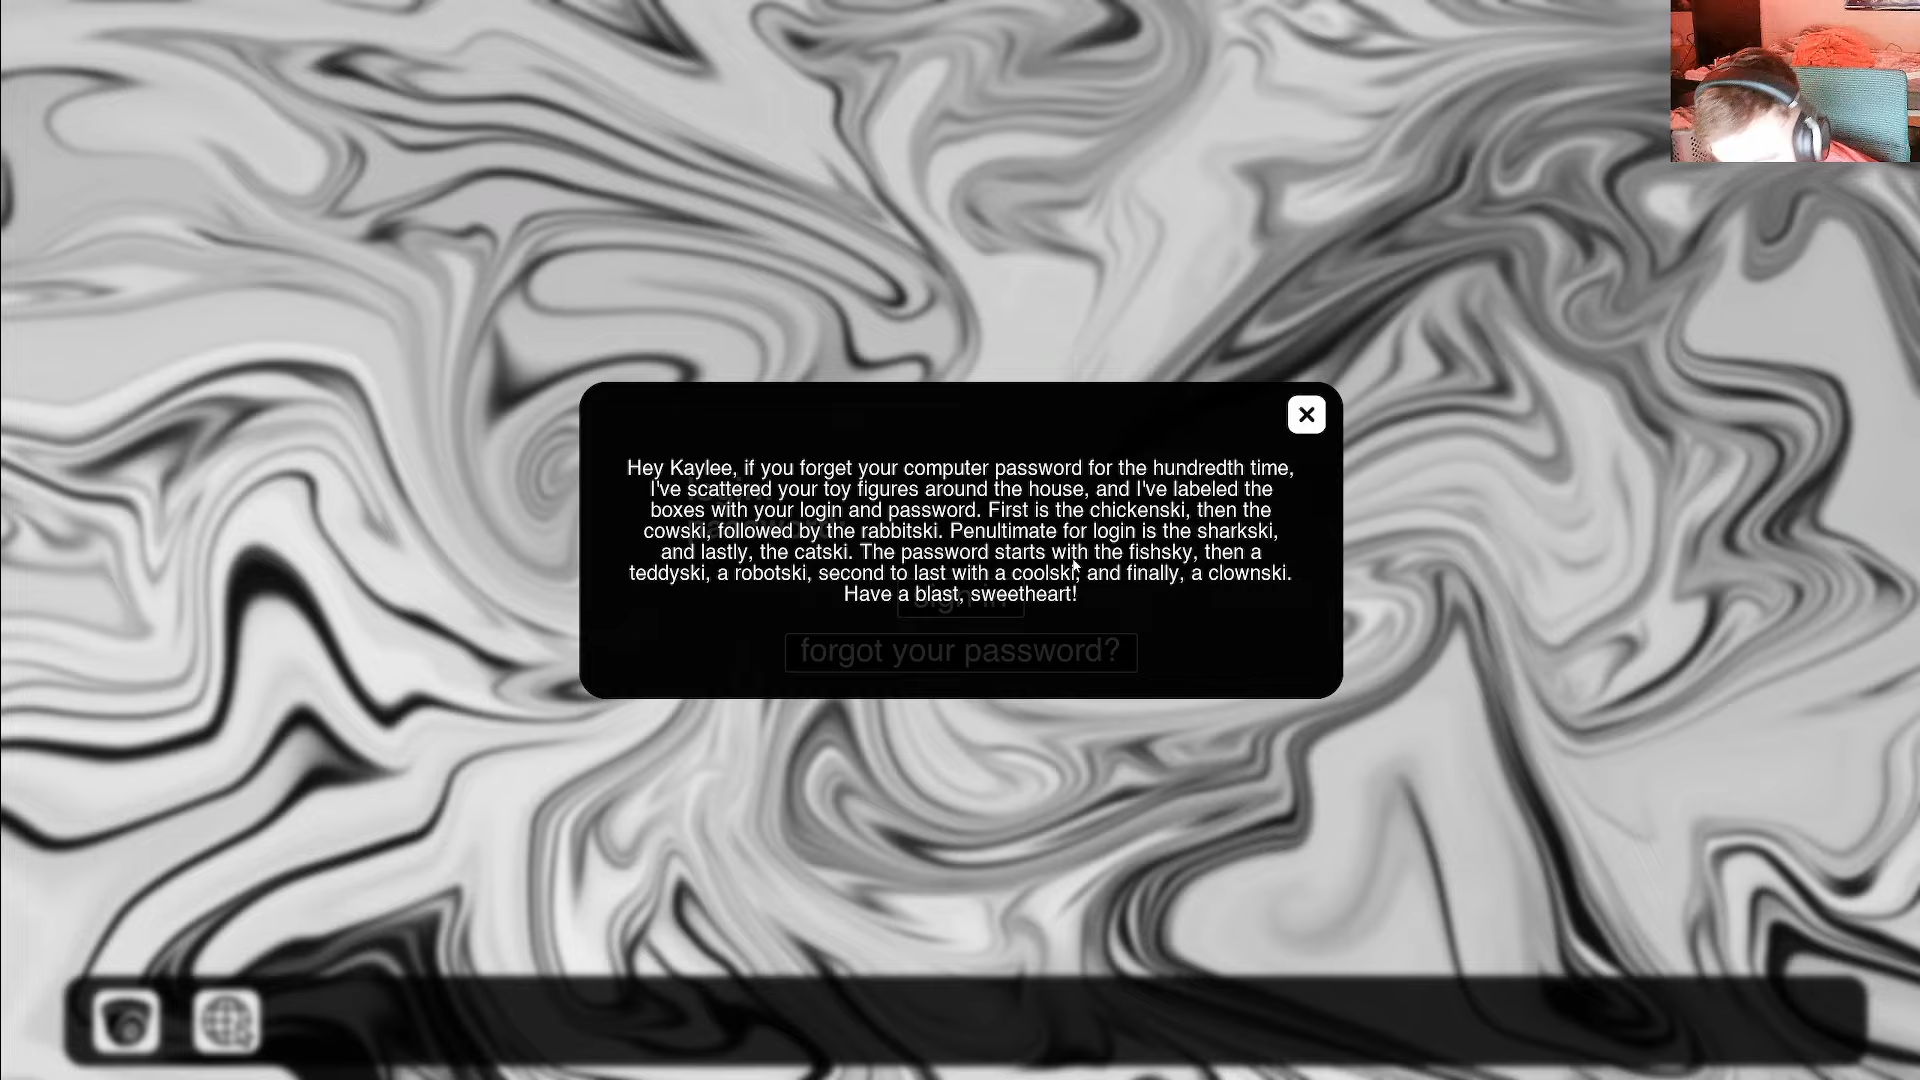 Hey Kaylee, if you forget your computer password for the hundredth time,
I've scattered your toy figures around the house, and I've labeled the
boxes with your login and password. First is the chickenski, then the
cowski, followed by the rabbitski. Penultimate for login is the sharkski,
and lastly, the catski. The password starts with the fishsky, then a
teddyski, a robotski, second to last with a coolski, and finally, a clownski.
Have a blast, sweetheart!
sign in
forgot your password?